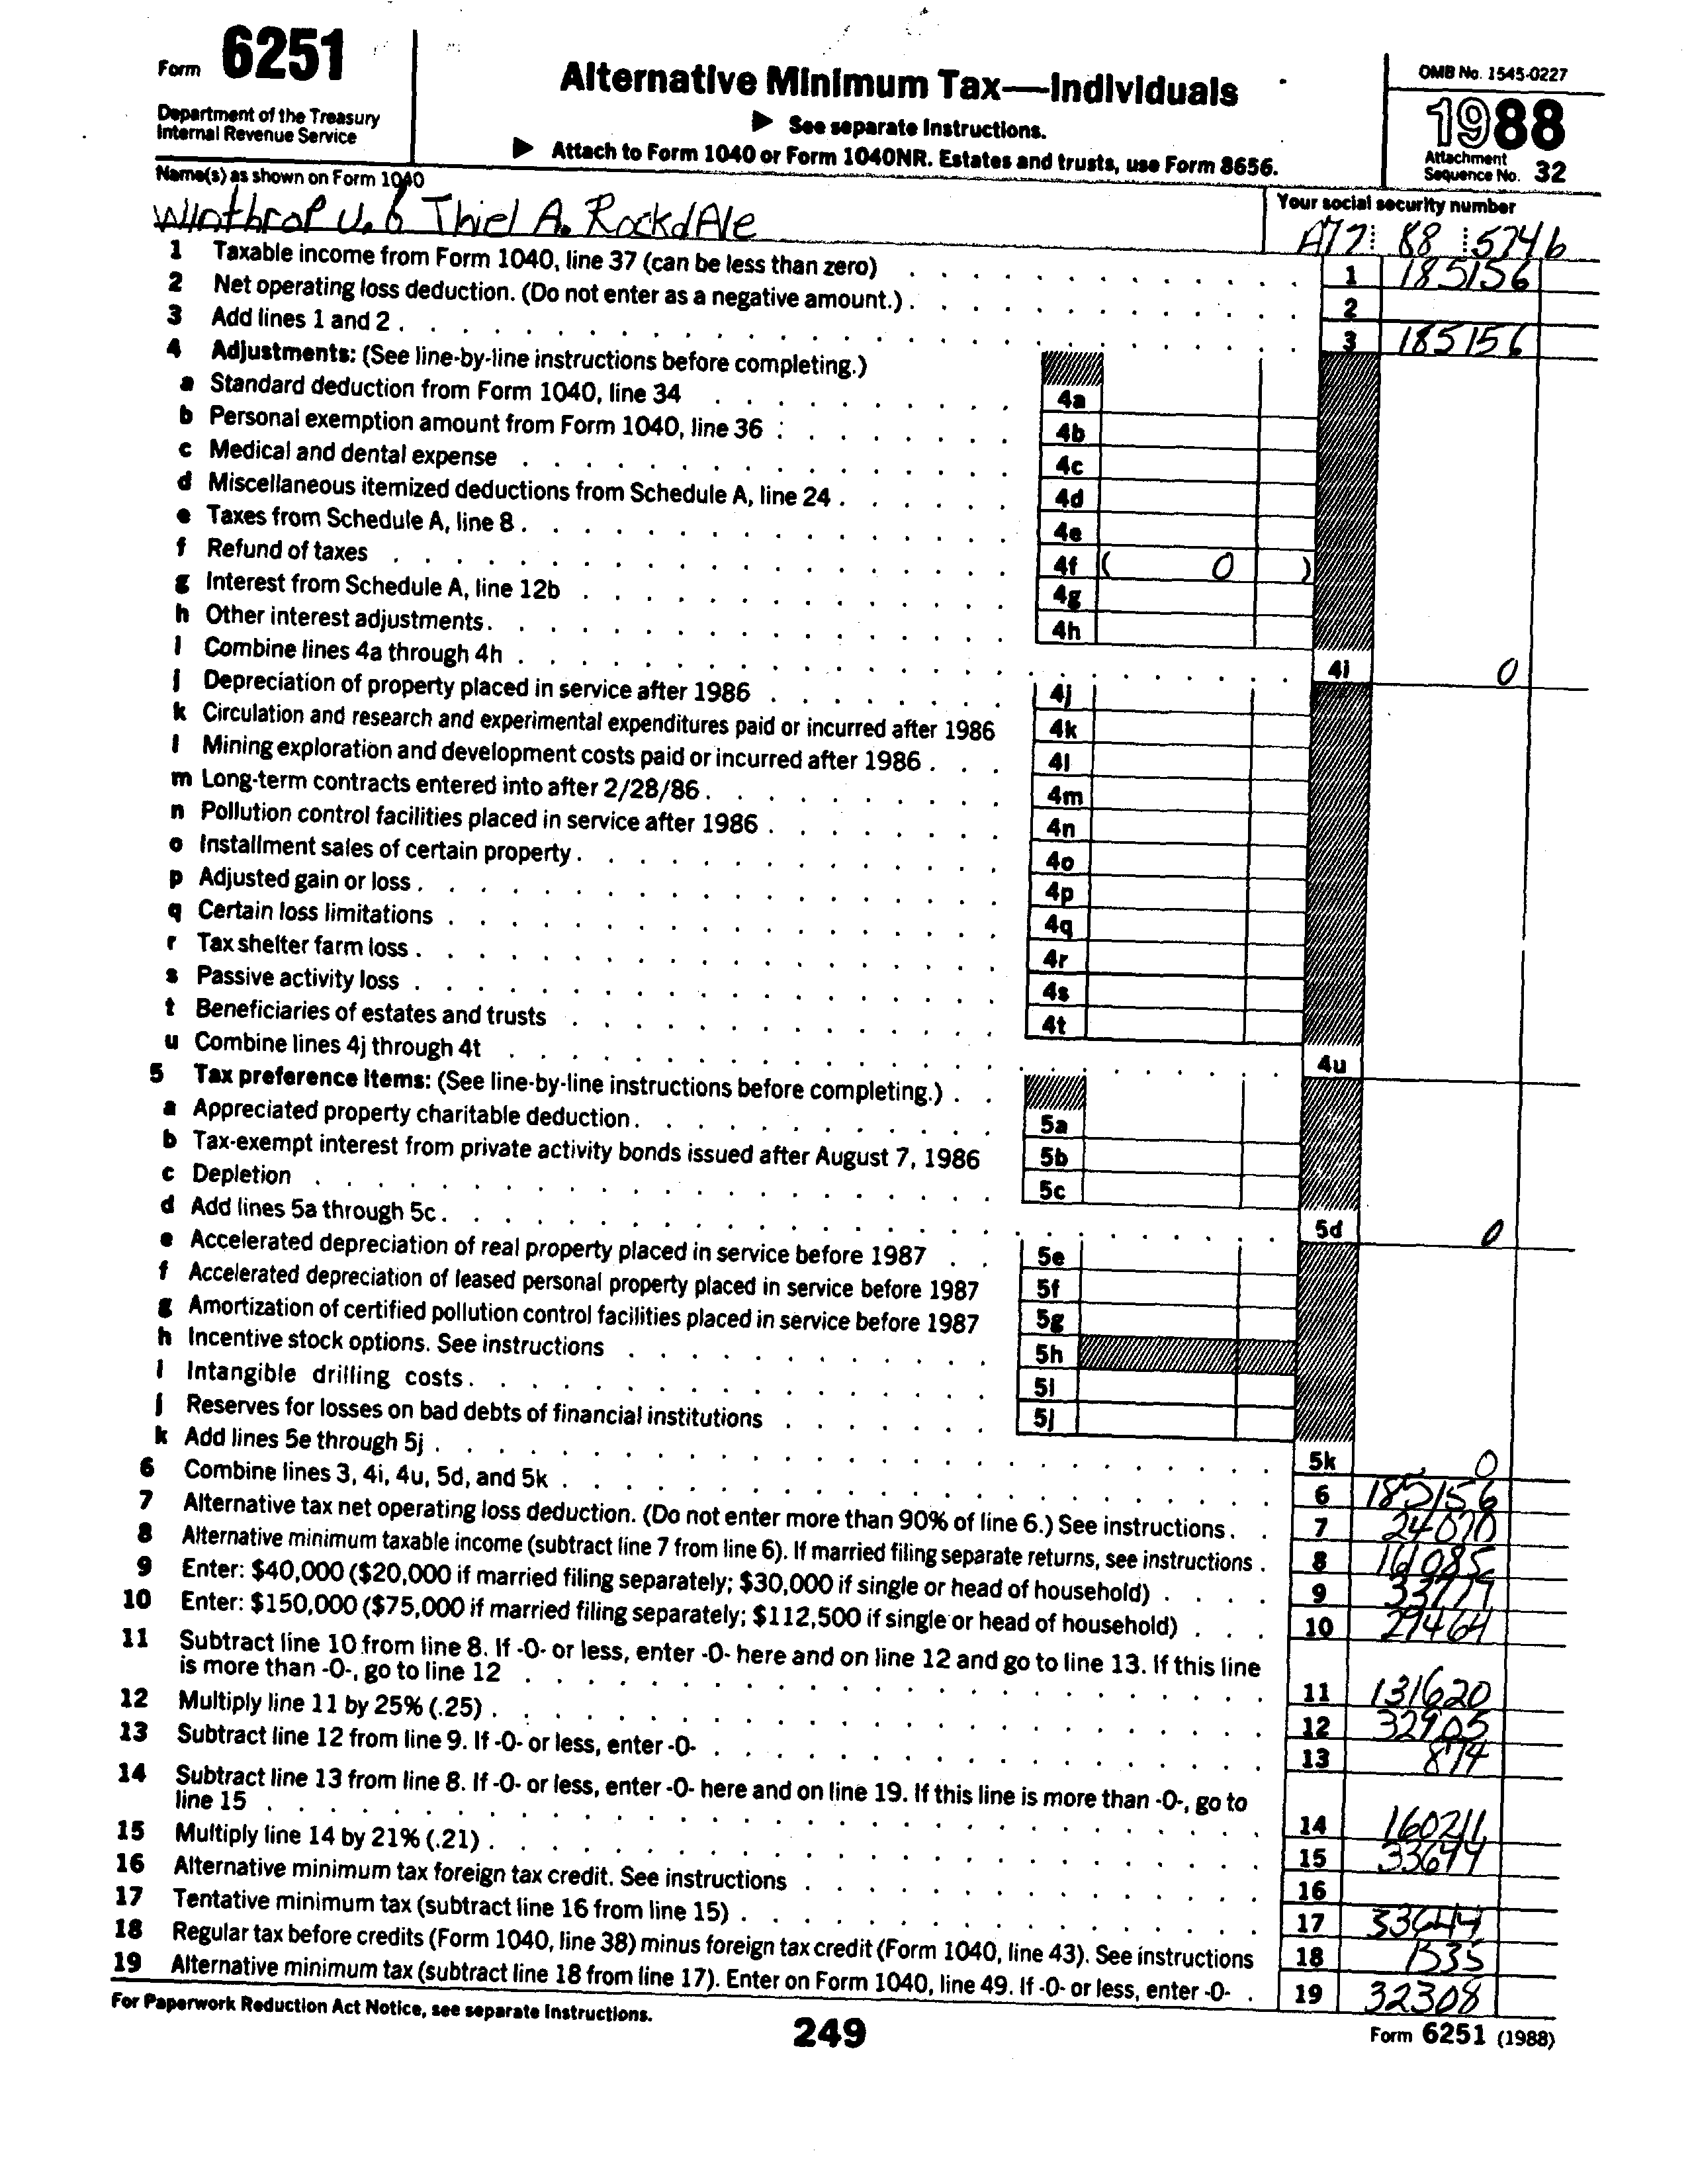 Form 6251
Department of the Treasury
Internal Revenue Service
Alternative Minimum Tax—Individuals
▶ See separate Instructions.
▶ Attach to Form 1040 or Form 1040NR. Estates and trusts, use Form 8656.
OMB No. 1545-0227
1988
Attachment
Sequence No. 32
Name(s) as shown on Form 1040
Winthrop U. & Thiel A. RockdAle
Your social security number
A72 88 5746
1 Taxable income from Form 1040, line 37 (can be less than zero) 1 185156
2 Net operating loss deduction. (Do not enter as a negative amount.) 2
3 Add lines 1 and 2 3 185156
4 Adjustments: (See line-by-line instructions before completing.)
a Standard deduction from Form 1040, line 34 4a
b Personal exemption amount from Form 1040, line 36 4b
c Medical and dental expense 4c
d Miscellaneous itemized deductions from Schedule A, line 24 4d
e Taxes from Schedule A, line 8 4e
f Refund of taxes 4f ( 0 )
g Interest from Schedule A, line 12b 4g
h Other interest adjustments 4h
i Combine lines 4a through 4h 4i 0
j Depreciation of property placed in service after 1986 4j
k Circulation and research and experimental expenditures paid or incurred after 1986 4k
l Mining exploration and development costs paid or incurred after 1986 4l
m Long-term contracts entered into after 2/28/86 4m
n Pollution control facilities placed in service after 1986 4n
o Installment sales of certain property 4o
p Adjusted gain or loss 4p
q Certain loss limitations 4q
r Tax shelter farm loss 4r
s Passive activity loss 4s
t Beneficiaries of estates and trusts 4t
u Combine lines 4j through 4t 4u
5 Tax preference items: (See line-by-line instructions before completing.)
a Appreciated property charitable deduction 5a
b Tax-exempt interest from private activity bonds issued after August 7, 1986 5b
c Depletion 5c
d Add lines 5a through 5c 5d 0
e Accelerated depreciation of real property placed in service before 1987 5e
f Accelerated depreciation of leased personal property placed in service before 1987 5f
g Amortization of certified pollution control facilities placed in service before 1987 5g
h Incentive stock options. See instructions 5h
i Intangible drilling costs 5i
j Reserves for losses on bad debts of financial institutions 5j
k Add lines 5e through 5j 5k 0
6 Combine lines 3, 4i, 4u, 5d, and 5k 6 185156
7 Alternative tax net operating loss deduction. (Do not enter more than 90% of line 6.) See instructions 7 24070
8 Alternative minimum taxable income (subtract line 7 from line 6). If married filing separate returns, see instructions 8 161085
9 Enter: $40,000 ($20,000 if married filing separately; $30,000 if single or head of household) 9 33779
10 Enter: $150,000 ($75,000 if married filing separately; $112,500 if single or head of household) 10 29464
11 Subtract line 10 from line 8. If -0- or less, enter -0- here and on line 12 and go to line 13. If this line
is more than -0-, go to line 12 11 131620
12 Multiply line 11 by 25% (.25) 12 32905
13 Subtract line 12 from line 9. If -0- or less, enter -0- 13 874
14 Subtract line 13 from line 8. If -0- or less, enter -0- here and on line 19. If this line is more than -0-, go to
line 15 14 160211
15 Multiply line 14 by 21% (.21) 15 33644
16 Alternative minimum tax foreign tax credit. See instructions 16
17 Tentative minimum tax (subtract line 16 from line 15) 17 33644
18 Regular tax before credits (Form 1040, line 38) minus foreign tax credit (Form 1040, line 43). See instructions 18 1335
19 Alternative minimum tax (subtract line 18 from line 17). Enter on Form 1040, line 49. If -0- or less, enter -0- 19 32308
For Paperwork Reduction Act Notice, see separate Instructions.
249
Form 6251 (1988)